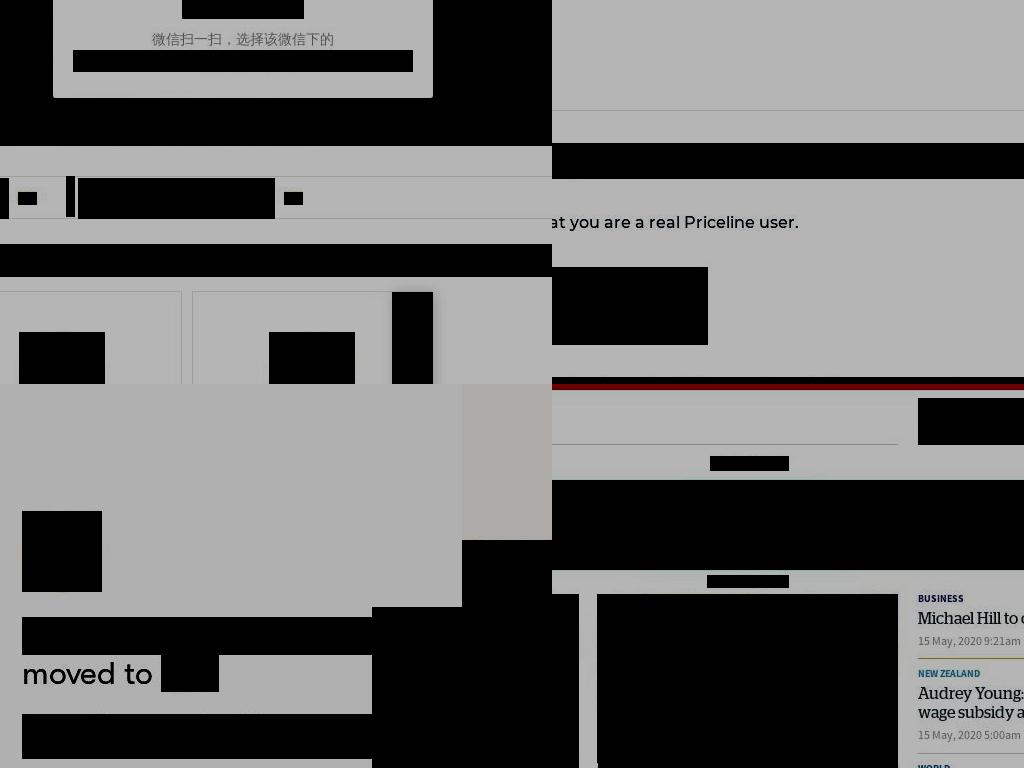 微信扫一扫，选择该微信下的
at you are a real Priceline user.
moved to
BUSINESS
Michael Hill to
15 May, 2020 9:21am
NEW ZEALAND
Audrey Young:
wage subsidy
15 May, 2020 5:00am
WORLD